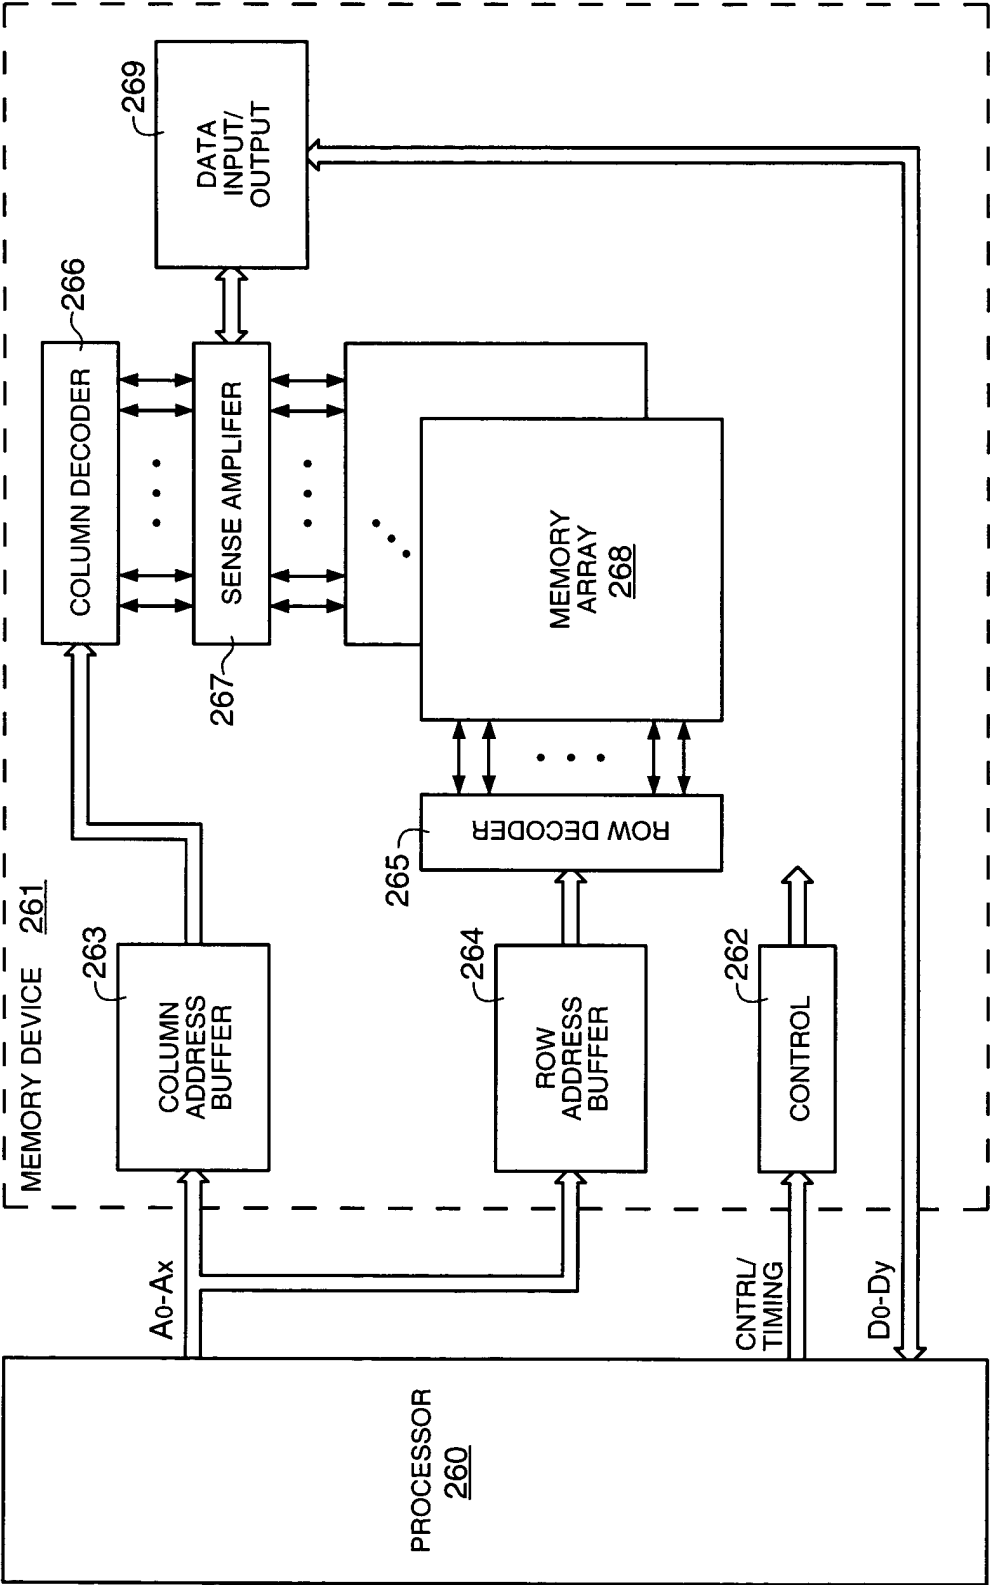 PROCESSOR
260
A0-Ax
CNTRL/
TIMING
D0-Dy
MEMORY DEVICE
261
263
COLUMN
ADDRESS
BUFFER
264
ROW
ADDRESS
BUFFER
262
CONTROL
265
ROW DECODER
266
COLUMN DECODER
267
SENSE AMPLIFER
MEMORY
ARRAY
268
269
DATA
INPUT/
OUTPUT